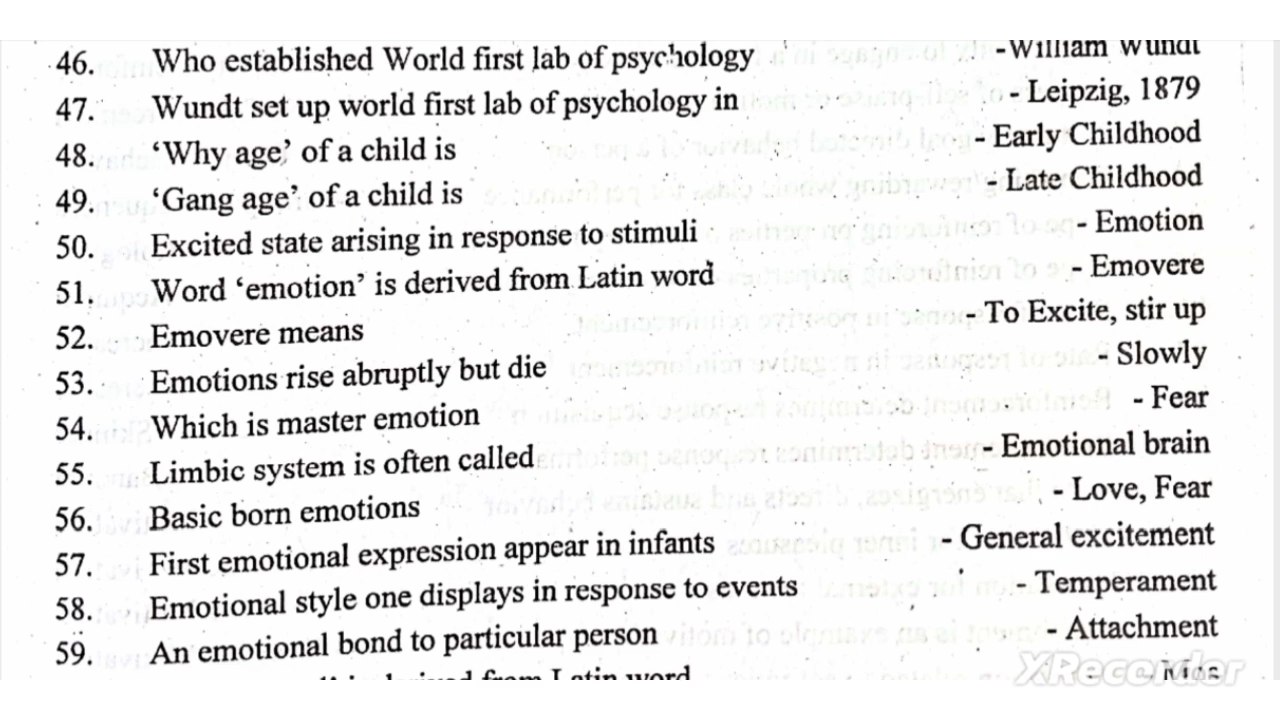 46. Who established World first lab of psychology - William Wundt
47. Wundt set up world first lab of psychology in - Leipzig, 1879
48. ‘Why age’ of a child is - Early Childhood
49. ‘Gang age’ of a child is - Late Childhood
50. Excited state arising in response to stimuli - Emotion
51. Word ‘emotion’ is derived from Latin word - Emovere
52. Emovere means - To Excite, stir up
53. Emotions rise abruptly but die - Slowly
54. Which is master emotion - Fear
55. Limbic system is often called - Emotional brain
56. Basic born emotions - Love, Fear
57. First emotional expression appear in infants - General excitement
58. Emotional style one displays in response to events - Temperament
59. An emotional bond to particular person - Attachment
derived from Latin word
XRecorder